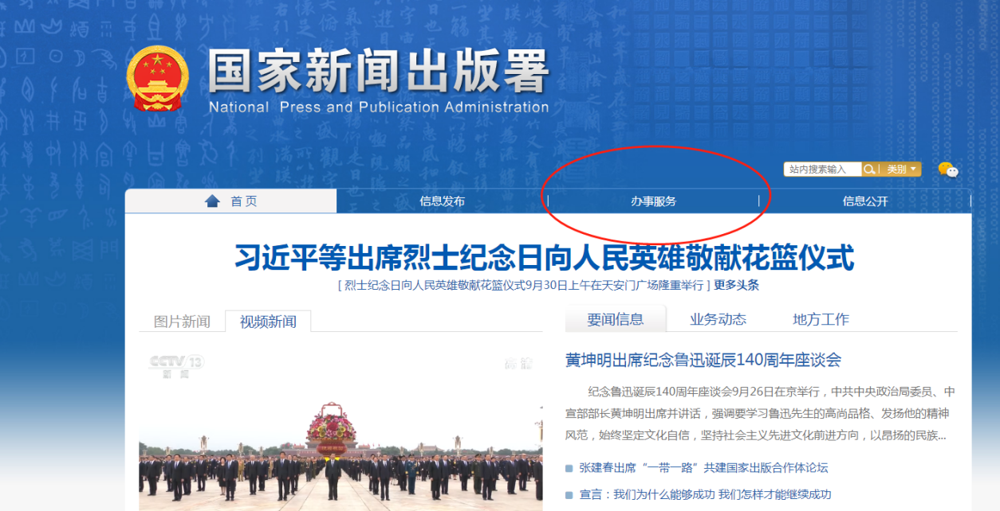 国家新闻出版署
National Press and Publication Administration
站内搜索输入 类别
首页 信息发布 办事服务 信息公开
习近平等出席烈士纪念日向人民英雄敬献花篮仪式
[ 烈士纪念日向人民英雄敬献花篮仪式9月30日上午在天安门广场隆重举行 ] 更多头条
图片新闻 视频新闻
CCTV 13
新闻
高清
要闻信息 业务动态 地方工作
黄坤明出席纪念鲁迅诞辰140周年座谈会
纪念鲁迅诞辰140周年座谈会9月26日在京举行，中共中央政治局委员、中
宣部部长黄坤明出席并讲话，强调要学习鲁迅先生的高尚品格、发扬他的精神
风范，始终坚定文化自信，坚持社会主义先进文化前进方向，以昂扬的民族...
张建春出席“一带一路”共建国家出版合作体论坛
宣言：我们为什么能够成功 我们怎样才能继续成功